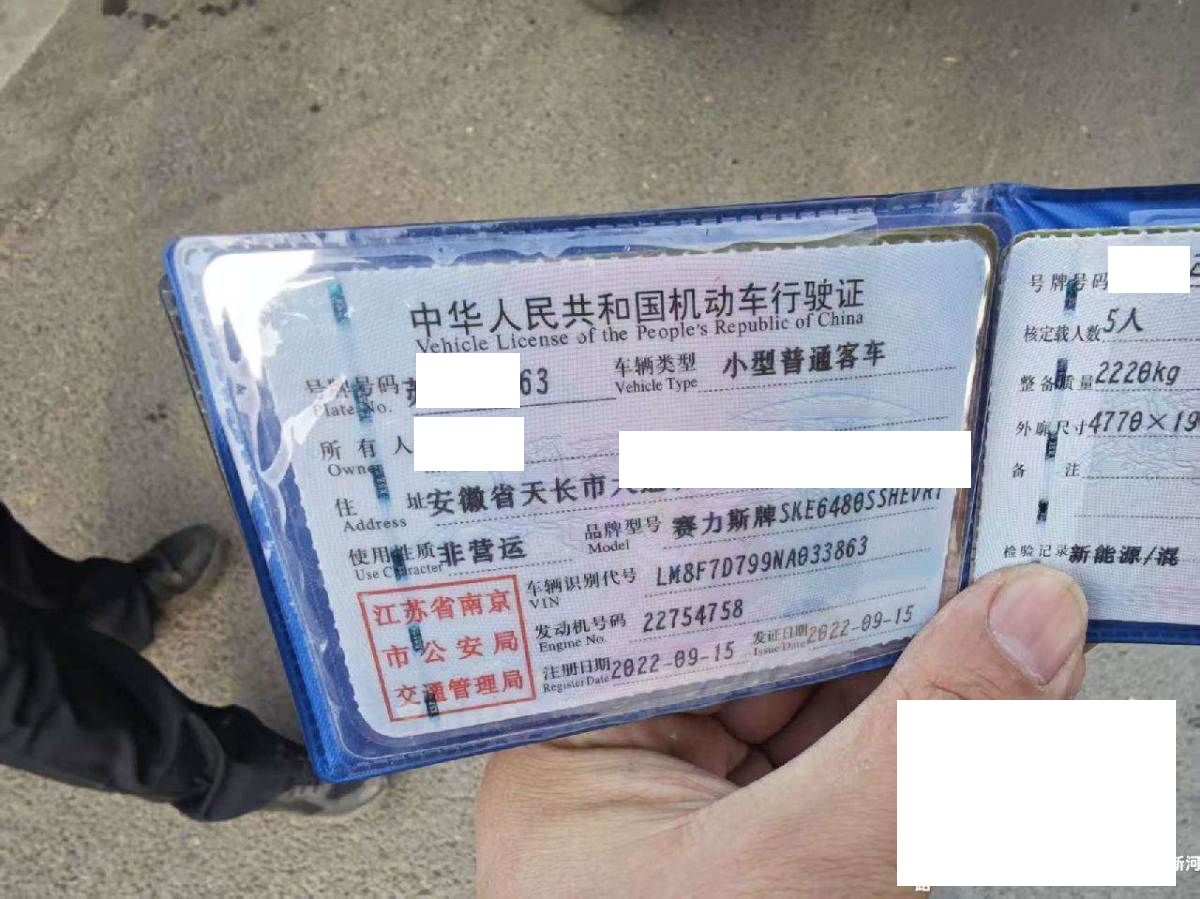 中华人民共和国机动车行驶证
Vehicle License of the People's Republic of China
号牌号码 63 车辆类型 小型普通客车
Plate No. Vehicle Type
所有人
Owner
住址 安徽省天长市
Address
使用性质 非营运 品牌型号 赛力斯牌SKE6480SSHEVR1
Use Character Model
车辆识别代号 LM8F7D799NA033863
VIN
发动机号码 22754758
Engine No.
注册日期 2022-09-15 发证日期 2022-09-15
Register Date Issue Date
江苏省南京
市公安局
交通管理局
号牌号码
核定载人数 5人
整备质量 2220kg
外廓尺寸 4770×19
备注
检验记录 新能源/混
新河